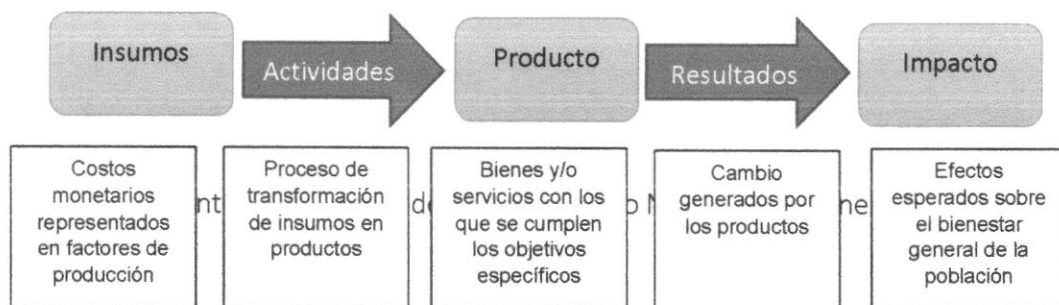 Insumos
Actividades
Producto
Resultados
Impacto
Costos
monetarios
representados
en factores de
producción
Proceso de
transformación
de insumos en
productos
Bienes y/o
servicios con los
que se cumplen
los objetivos
específicos
Cambio
generados por
los productos
Efectos
esperados sobre
el bienestar
general de la
población